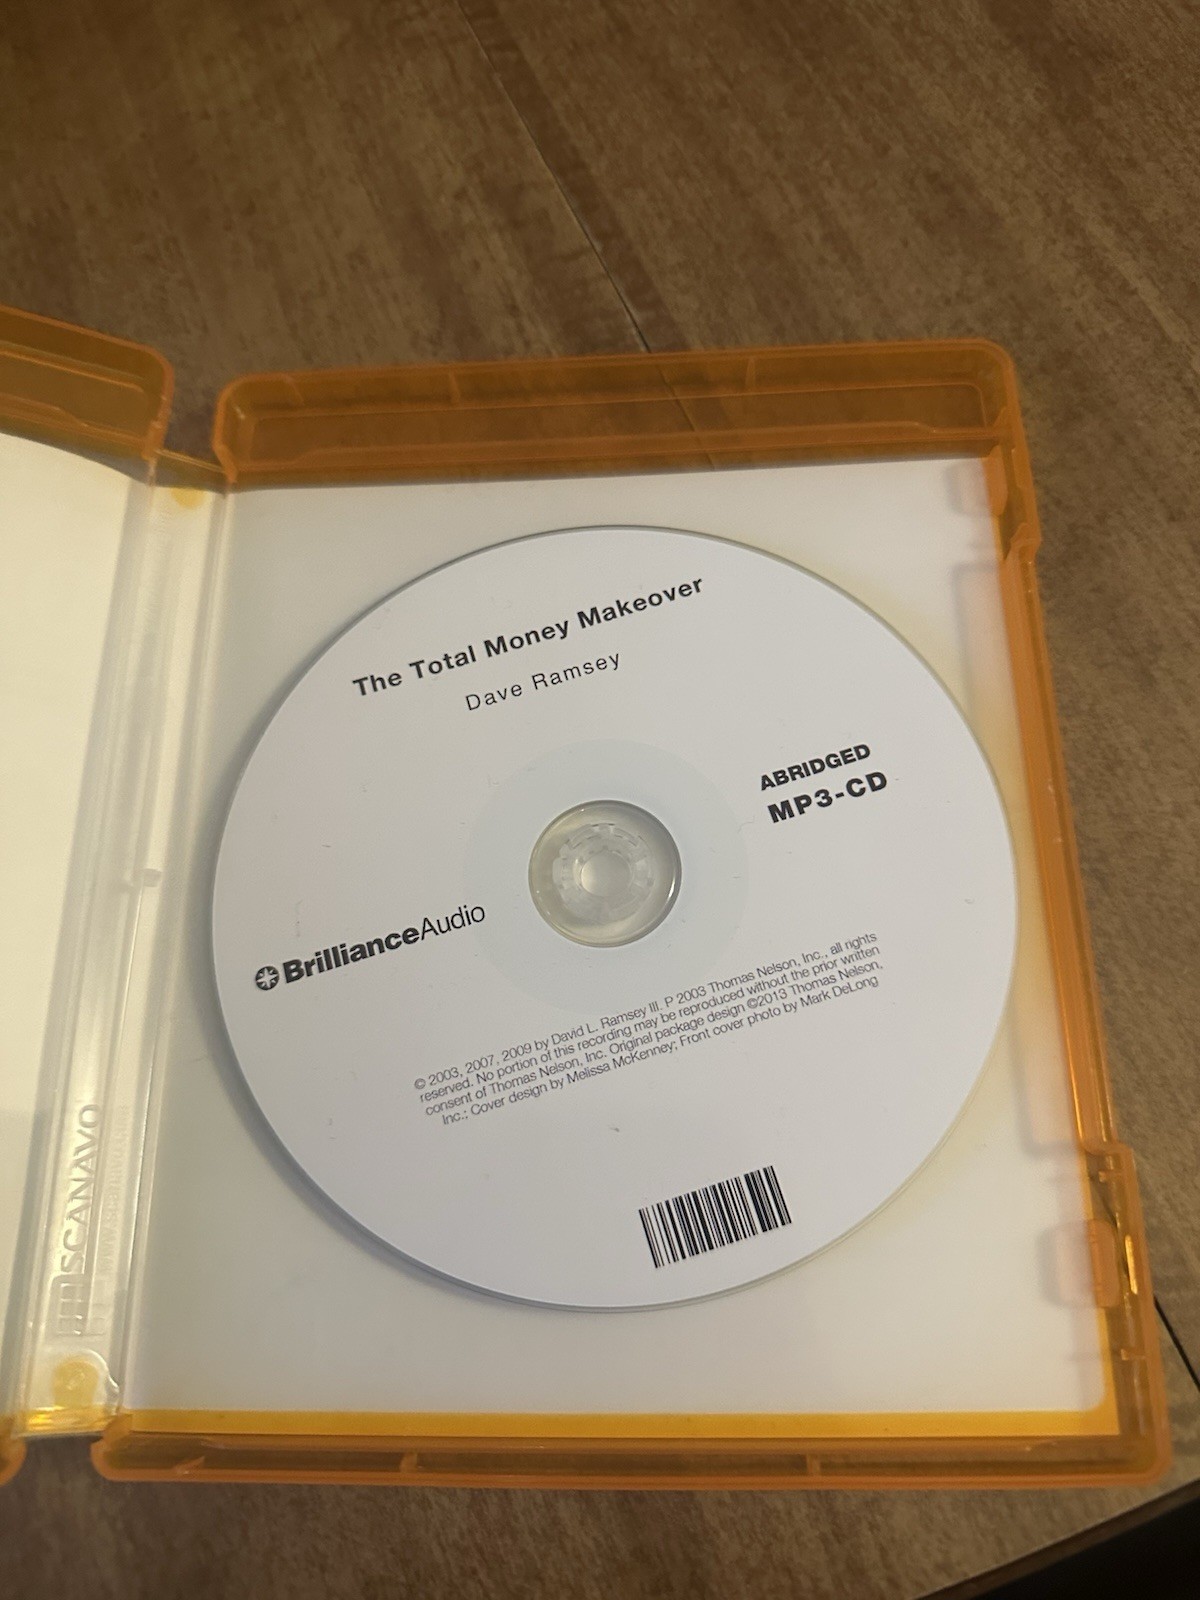 The Total Money Makeover
Dave Ramsey
ABRIDGED
MP3-CD
BrillianceAudio
© 2003, 2007, 2009 by David L. Ramsey III. P 2003 Thomas Nelson, Inc., all rights
reserved. No portion of this recording may be reproduced without the prior written
consent of Thomas Nelson, Inc. Original package design ©2013 Thomas Nelson,
Inc.; Cover design by Melissa McKenney; Front cover photo by Mark DeLong
SCANAVO